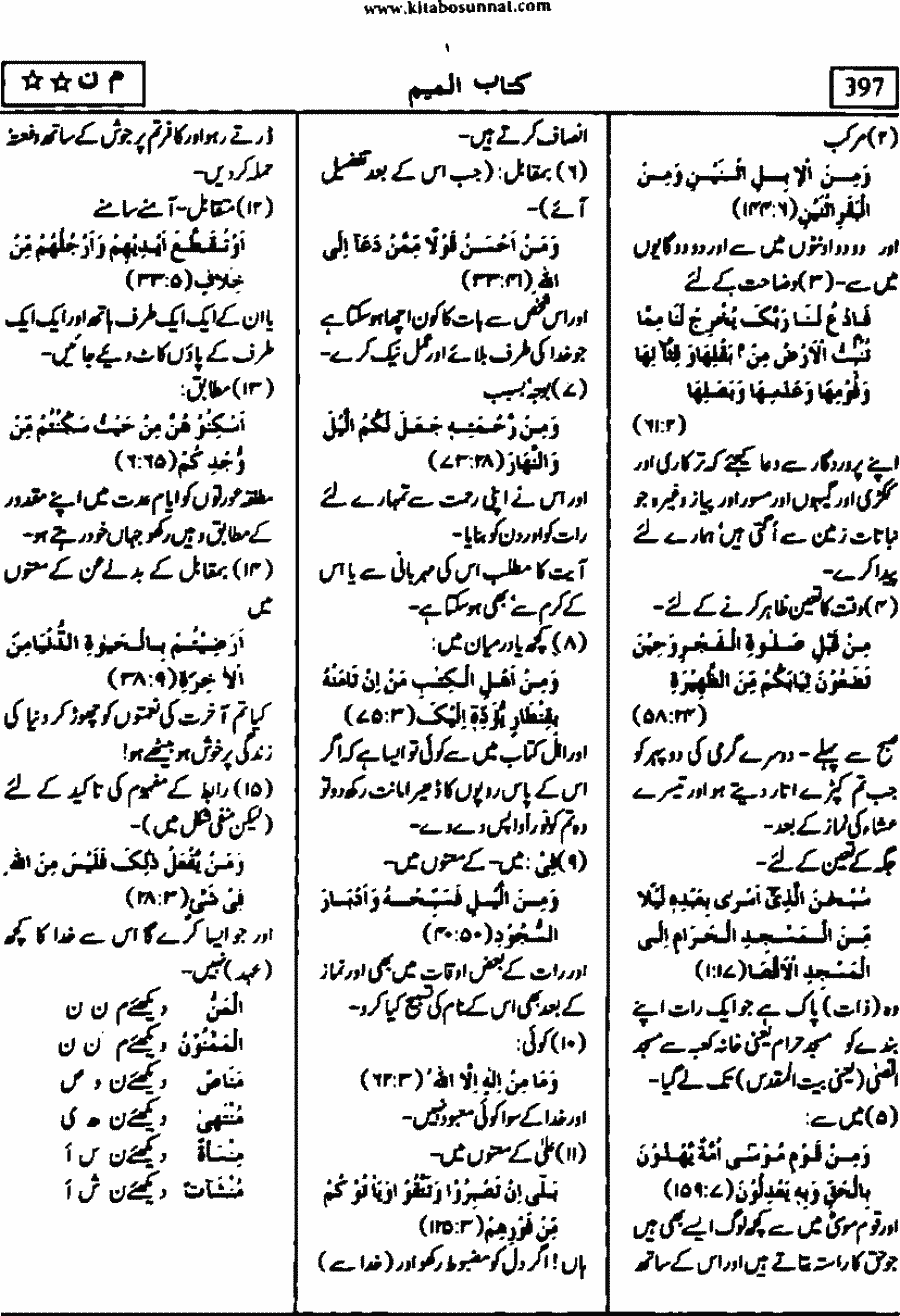 www.kitabosunnat.com
۱
397
کتاب المیم
م ن ☆☆
(۲) مرکب
وَمِنَ الْاِبِلِ اثْنَيْنِ وَمِنَ
الْبَقَرِ اثْنَيْنِ (۱۴۴:۶)
اور دو دو اونٹوں میں سے اور دو دو گایوں
میں سے- (۳) وضاحت کے لئے
فَادْعُ لَنَا رَبَّكَ يُخْرِجْ لَنَا مِمَّا
تُنْبِتُ الْاَرْضُ مِنْ بَقْلِهَا وَ قِثَّائِهَا
وَفُوْمِهَا وَعَدَسِهَا وَبَصَلِهَا
(۶۱:۲)
اپنے پروردگار سے دعا کیجئے کہ ترکاری اور
ککڑی اور گیہوں اور مسور اور پیاز وغیرہ جو
نباتات زمین سے اُگتی ہیں' ہمارے لئے
پیدا کرے-
(۴) وقت کا تعین ظاہر کرنے کے لئے-
مِنْ قَبْلِ صَلٰوةِ الْفَجْرِ وَحِيْنَ
تَضَعُوْنَ ثِيَابَكُمْ مِّنَ الظَّهِيْرَةِ
(۵۸:۲۴)
صبح سے پہلے- دوسرے گرمی کی دوپہر کو
جب تم کپڑے اتار دیتے ہو اور تیسرے
عشاء کی نماز کے بعد-
جگہ کے تعین کے لئے-
سُبْحٰنَ الَّذِیْٓ اَسْرٰی بِعَبْدِهٖ لَيْلًا
مِّنَ الْمَسْجِدِ الْحَرَامِ اِلَی
الْمَسْجِدِ الْاَقْصَا (۱:۱۷)
وہ (ذات) پاک ہے جو ایک رات اپنے
بندے کو مسجد حرام یعنی خانہ کعبہ سے مسجد
اقصیٰ (یعنی بیت المقدس) تک لے گیا-
(۵) میں سے:
وَمِنْ قَوْمِ مُوْسٰٓی اُمَّةٌ يَّهْدُوْنَ
بِالْحَقِّ وَبِهٖ يَعْدِلُوْنَ (۱۵۹:۷)
اور قوم موسیٰ میں سے کچھ لوگ ایسے بھی ہیں
جو حق کا راستہ بتاتے ہیں اور اس کے ساتھ
انصاف کرتے ہیں-
(۶) بمقابل: (جب اس کے بعد تفضیل
آئے)-
وَمَنْ اَحْسَنُ قَوْلًا مِّمَّنْ دَعَآ اِلَی
اللهِ (۳۳:۴۱)
اور اس شخص سے بات کا کون اچھا ہو سکتا ہے
جو خدا کی طرف بلائے اور عمل نیک کرے-
(۷) بوجہ' بسبب
وَمِنْ رَّحْمَتِهٖ جَعَلَ لَكُمُ الَّيْلَ
وَالنَّهَارَ (۷۳:۲۸)
اور اس نے اپنی رحمت سے تمہارے لئے
رات کو اور دن کو بنایا-
آیت کا مطلب اس کی مہربانی سے یا اس
کے کرم سے' بھی ہو سکتا ہے-
(۸) کچھ یا درمیان میں:
وَمِنْ اَهْلِ الْكِتٰبِ مَنْ اِنْ تَاْمَنْهُ
بِقِنْطَارٍ يُّؤَدِّهٖٓ اِلَيْكَ (۷۵:۳)
اور اہل کتاب میں سے کوئی تو ایسا ہے کہ اگر
اس کے پاس روپوں کا ڈھیر امانت رکھ دو تو
وہ تم کو فوراً واپس دے دے-
(۹) فِیْ: میں- کے معنوں میں-
وَمِنَ الَّيْلِ فَسَبِّحْهُ وَاَدْبَارَ
السُّجُوْدِ (۴۰:۵۰)
اور رات کے بعض اوقات میں بھی اور نماز
کے بعد بھی اس کے نام کی تسبیح کیا کرو-
(۱۰) کوئی:
وَمَا مِنْ اِلٰهٍ اِلَّا اللهُ' (۶۲:۳)
اور خدا کے سوا کوئی معبود نہیں-
(۱۱) علیٰ کے معنوں میں-
بَلٰٓی اِنْ تَصْبِرُوْا وَتَتَّقُوْا وَيَاْتُوْكُمْ
مِّنْ فَوْرِهِمْ (۱۲۵:۳)
ہاں! اگر دل کو مضبوط رکھو اور (خدا سے)
ڈرتے رہو اور کافر تم پر جوش کے ساتھ دفعتہً
حملہ کر دیں-
(۱۲) متقابل- آمنے سامنے
اَوْ تُقَطَّعَ اَيْدِيْهِمْ وَاَرْجُلُهُمْ مِّنْ
خِلَافٍ (۳۳:۵)
یا ان کے ایک ایک طرف ہاتھ اور ایک ایک
طرف کے پاؤں کاٹ دیے جائیں-
(۱۳) مطابق:
اَسْكِنُوْهُنَّ مِنْ حَيْثُ سَكَنْتُمْ مِّنْ
وُّجْدِكُمْ (۶:۶۵)
مطلقہ عورتوں کو ایام عدت میں اپنے مقدور
کے مطابق وہیں رکھو جہاں خود رہتے ہو-
(۱۴) بمقابل کے بدلے عن کے معنوں
میں
اَرَضِيْتُمْ بِالْحَيٰوةِ الدُّنْيَا مِنَ
الْاٰخِرَةِ (۳۸:۹)
کیا تم آخرت کی نعمتوں کو چھوڑ کر دنیا کی
زندگی پر خوش ہو بیٹھے ہو!
(۱۵) رابط کے مفہوم کی تاکید کے لئے
(لیکن منفی شکل میں)-
وَمَنْ يَّفْعَلْ ذٰلِكَ فَلَيْسَ مِنَ اللهِ
فِیْ شَیْءٍ (۲۸:۳)
اور جو ایسا کرے گا اس سے خدا کا کچھ
(عہد) نہیں-
اَلْمَنُّ دیکھئے م ن ن
اَلْمَمْنُوْنُ دیکھئے م ن ن
مَنَاصٌ دیکھئے ن و ص
مُنْتَهٰی دیکھئے ن ھ ی
مِنْسَاَةٌ دیکھئے ن س أ
مُنْشَآتٌ دیکھئے ن ش أ